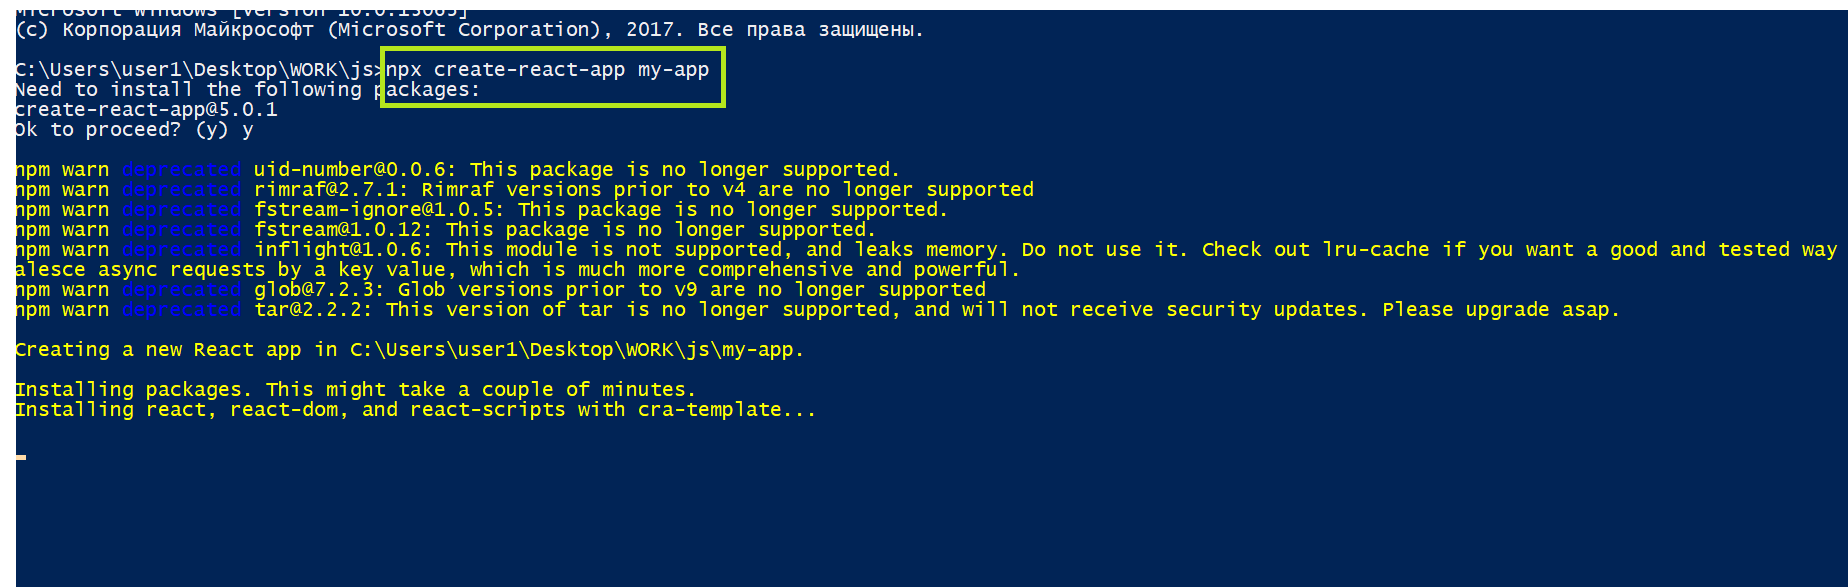 Microsoft Windows [Version 10.0.15063]
(c) Корпорация Майкрософт (Microsoft Corporation), 2017. Все права защищены.
C:\Users\user1\Desktop\WORK\js>npx create-react-app my-app
Need to install the following packages:
create-react-app@5.0.1
Ok to proceed? (y) y
npm warn deprecated uid-number@0.0.6: This package is no longer supported.
npm warn deprecated rimraf@2.7.1: Rimraf versions prior to v4 are no longer supported
npm warn deprecated fstream-ignore@1.0.5: This package is no longer supported.
npm warn deprecated fstream@1.0.12: This package is no longer supported.
npm warn deprecated inflight@1.0.6: This module is not supported, and leaks memory. Do not use it. Check out lru-cache if you want a good and tested way
alesce async requests by a key value, which is much more comprehensive and powerful.
npm warn deprecated glob@7.2.3: Glob versions prior to v9 are no longer supported
npm warn deprecated tar@2.2.2: This version of tar is no longer supported, and will not receive security updates. Please upgrade asap.
Creating a new React app in C:\Users\user1\Desktop\WORK\js\my-app.
Installing packages. This might take a couple of minutes.
Installing react, react-dom, and react-scripts with cra-template...